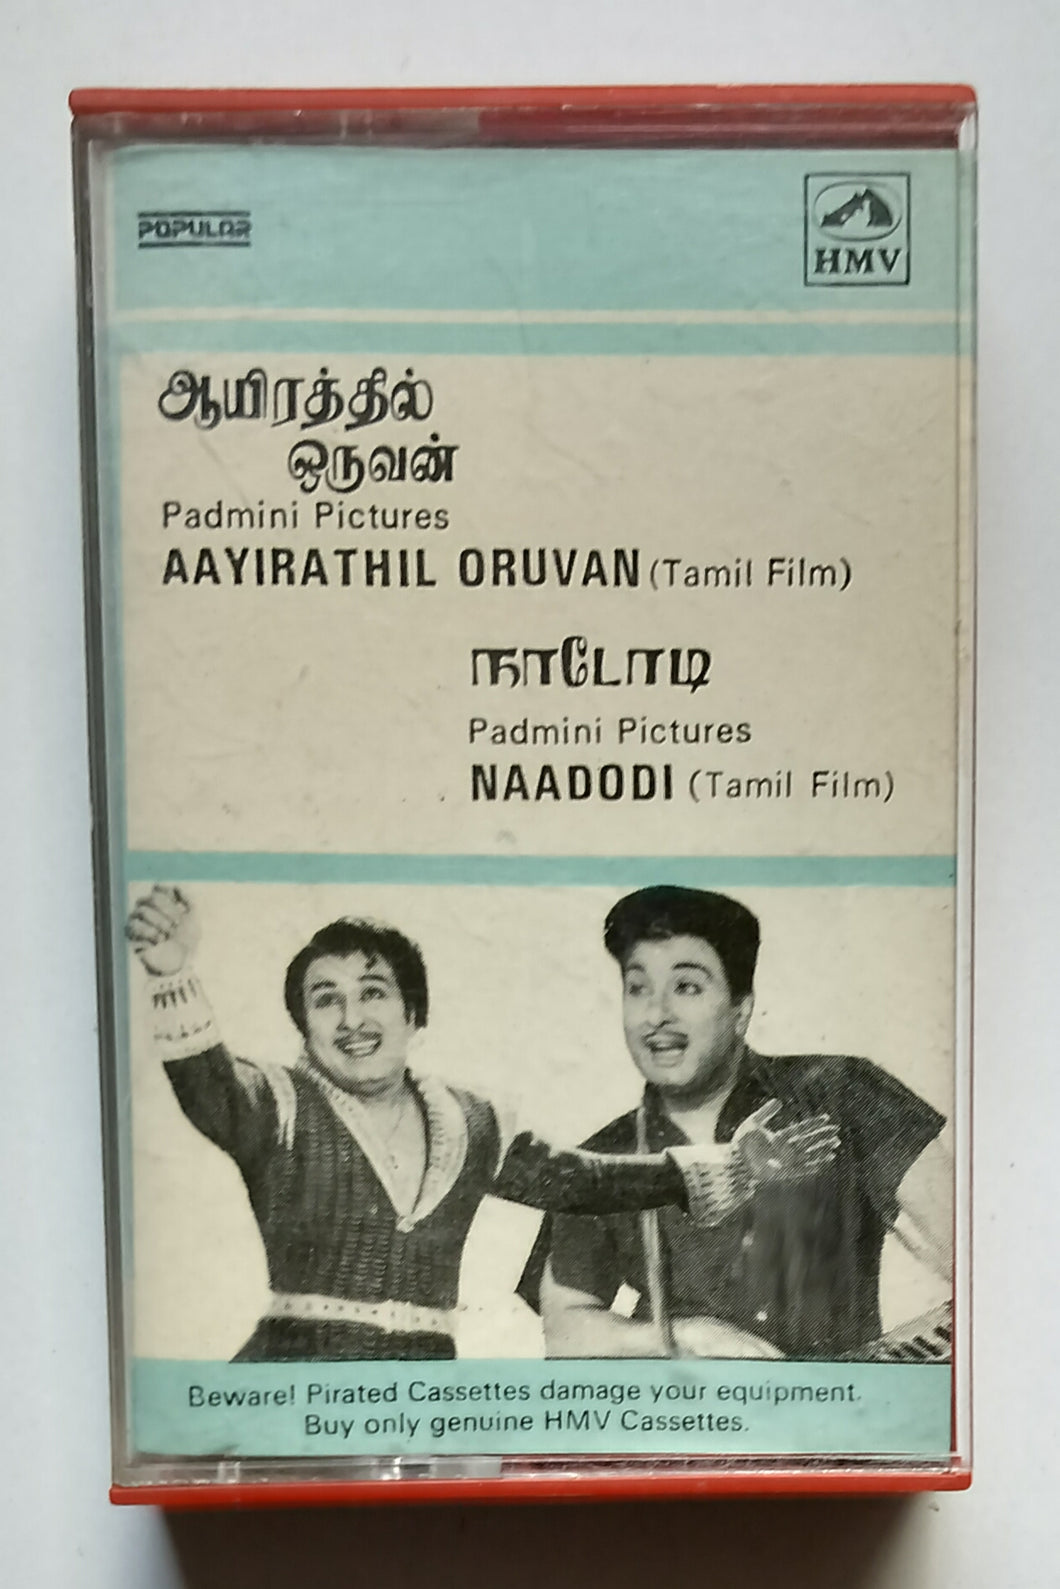 POPULAR
HMV
ஆயிரத்தில்
ஒருவன்
Padmini Pictures
AAYIRATHIL ORUVAN (Tamil Film)
நாடோடி
Padmini Pictures
NAADODI (Tamil Film)
Beware! Pirated Cassettes damage your equipment.
Buy only genuine HMV Cassettes.